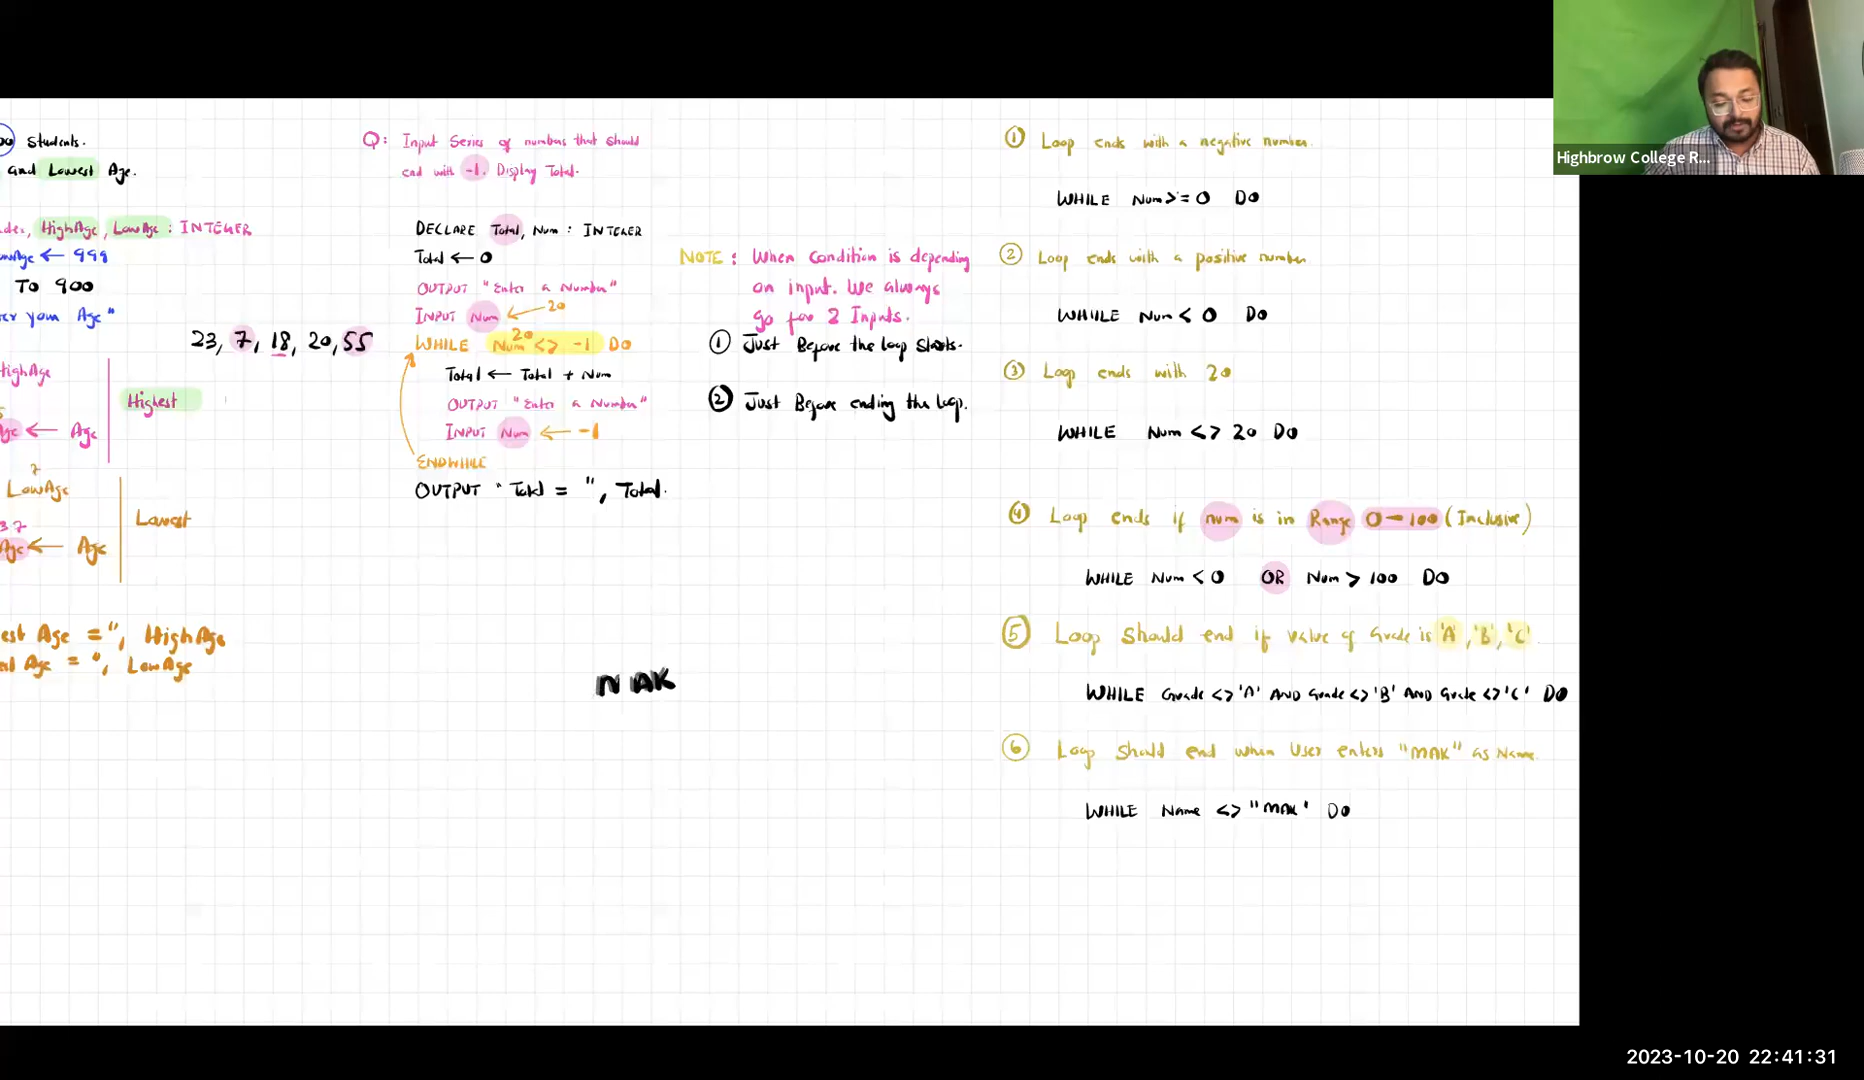 Students.
and Lowest Age.
HighAge, LowAge : INTEGER
← 999
TO 900
your Age"
23, 7, 18, 20, 55
HighAge
Highest
← Age
7
LowAge
Lowest
37
Age ← Age
Age = ", HighAge
Age = ", LowAge
Q: Input Series of numbers that should
end with -1. Display Total.
DECLARE Total, Num : INTEGER
Total ← 0
OUTPUT "Enter a Number"
INPUT Num ← 20
20
WHILE Num <> -1 DO
Total ← Total + Num
OUTPUT "Enter a Number"
INPUT Num ← -1
ENDWHILE
OUTPUT "Total = ", Total.
NOTE : When Condition is depending
on input. We always
go for 2 Inputs.
① Just Before the loop starts.
② Just Before ending the loop.
MAK
① Loop ends with a negative number.
WHILE Num >= 0 DO
② Loop ends with a positive number
WHILE Num < 0 DO
③ Loop ends with 20
WHILE Num <> 20 DO
④ Loop ends if num is in Range 0 - 100 (Inclusive)
WHILE Num < 0 OR Num > 100 DO
⑤ Loop should end if value of Grade is 'A', 'B', 'C'
WHILE Grade <> 'A' AND Grade <> 'B' AND Grade <> 'C' DO
⑥ Loop should end when User enters "MAK" as Name.
WHILE Name <> "MAK" DO
Highbrow College R...
2023-10-20 22:41:31